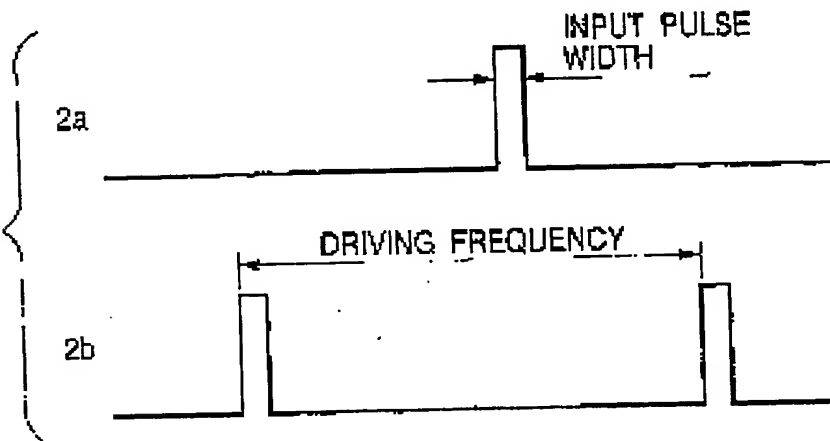 INPUT PULSE
WIDTH
2a
DRIVING FREQUENCY
2b